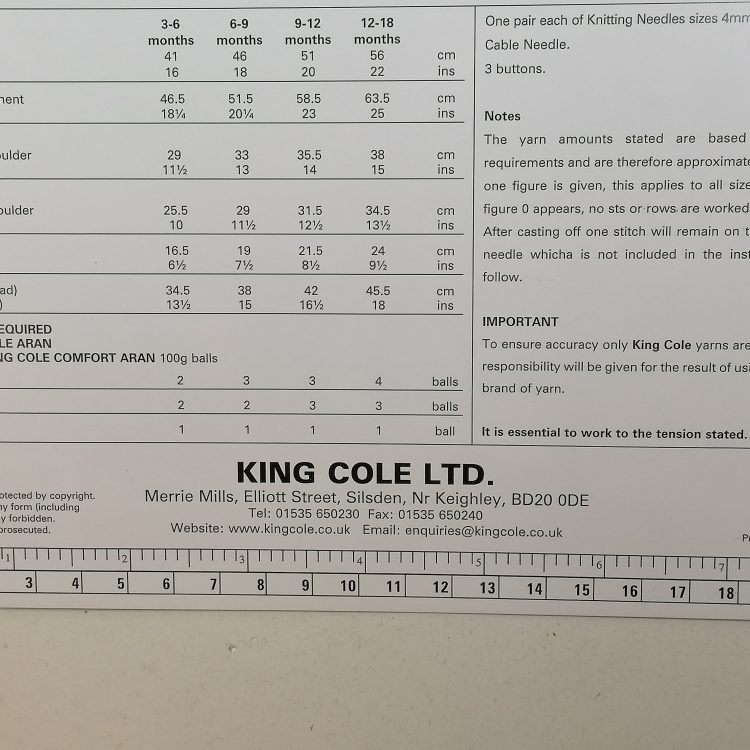 3-6 6-9 9-12 12-18
months months months months
41 46 51 56 cm
16 18 20 22 ins
46.5 51.5 58.5 63.5 cm
18¼ 20¼ 23 25 ins
29 33 35.5 38 cm
11½ 13 14 15 ins
25.5 29 31.5 34.5 cm
10 11½ 12½ 13½ ins
16.5 19 21.5 24 cm
6½ 7½ 8½ 9½ ins
34.5 38 42 45.5 cm
13½ 15 16½ 18 ins
EQUIRED
LE ARAN
NG COLE COMFORT ARAN 100g balls
2 3 3 4 balls
2 2 3 3 balls
1 1 1 1 ball
One pair each of Knitting Needles sizes 4mm
Cable Needle.
3 buttons.
Notes
The yarn amounts stated are based
requirements and are therefore approximate
one figure is given, this applies to all size
figure 0 appears, no sts or rows are worked
After casting off one stitch will remain on t
needle whicha is not included in the inst
follow.
IMPORTANT
To ensure accuracy only King Cole yarns are
responsibility will be given for the result of usi
brand of yarn.
It is essential to work to the tension stated.
KING COLE LTD.
Merrie Mills, Elliott Street, Silsden, Nr Keighley, BD20 0DE
Tel: 01535 650230 Fax: 01535 650240
Website: www.kingcole.co.uk Email: enquiries@kingcole.co.uk
otected by copyright.
ny form (including
y forbidden.
prosecuted.
1 2 3 4 5 6 7
3 4 5 6 7 8 9 10 11 12 13 14 15 16 17 18